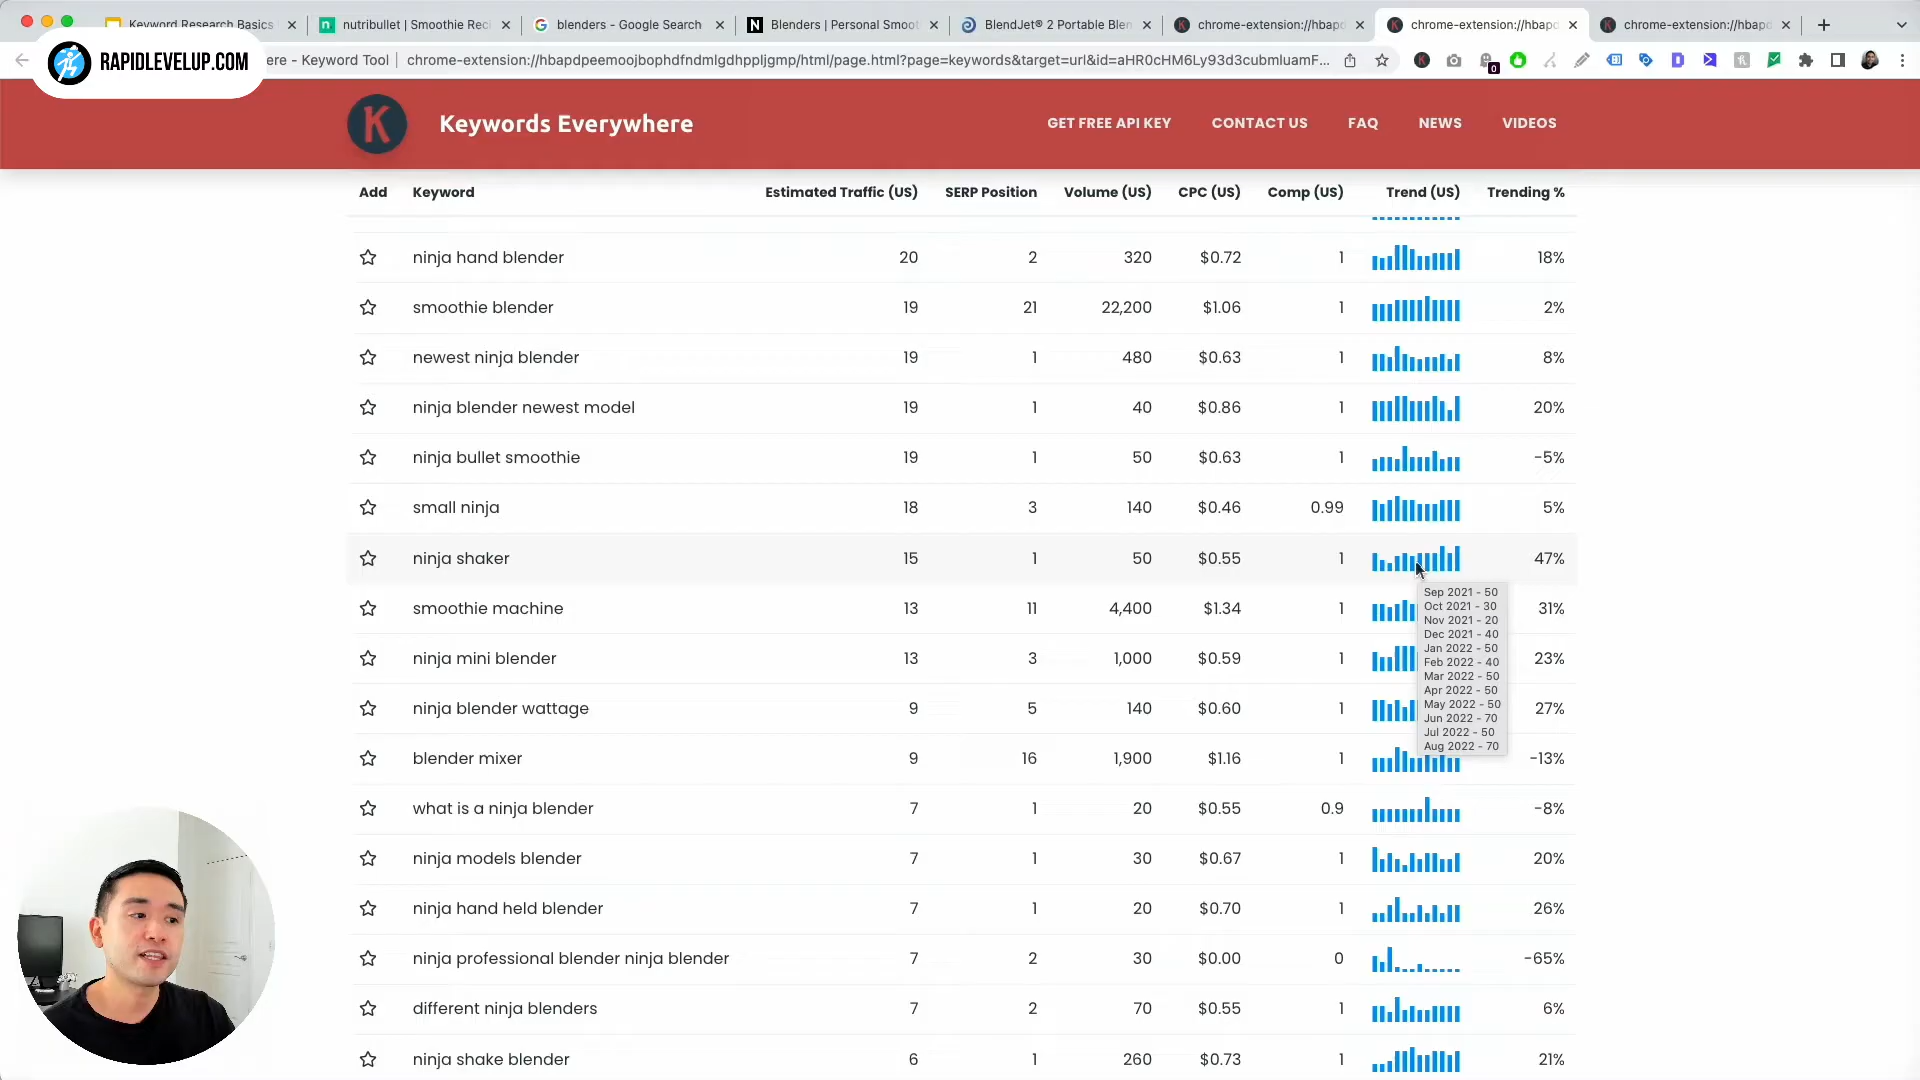 Keyword Research Basics
nutribullet | Smoothie Reci
blenders - Google Search
Blenders | Personal Smoot
BlendJet® 2 Portable Blen
chrome-extension://hbapd
chrome-extension://hbapd
chrome-extension://hbapd
RAPIDLEVELUP.COM
ere - Keyword Tool
chrome-extension://hbapdpeemoojbophdfndmlgdhppljgmp/html/page.html?page=keywords&target=url&id=aHR0cHM6Ly93d3cubmluamF...
0
K
Keywords Everywhere
GET FREE API KEY
CONTACT US
FAQ
NEWS
VIDEOS
Add Keyword Estimated Traffic (US) SERP Position Volume (US) CPC (US) Comp (US) Trend (US) Trending %
ninja hand blender 20 2 320 $0.72 1 18%
smoothie blender 19 21 22,200 $1.06 1 2%
newest ninja blender 19 1 480 $0.63 1 8%
ninja blender newest model 19 1 40 $0.86 1 20%
ninja bullet smoothie 19 1 50 $0.63 1 -5%
small ninja 18 3 140 $0.46 0.99 5%
ninja shaker 15 1 50 $0.55 1 47%
smoothie machine 13 11 4,400 $1.34 1 31%
ninja mini blender 13 3 1,000 $0.59 1 23%
ninja blender wattage 9 5 140 $0.60 1 27%
blender mixer 9 16 1,900 $1.16 1 -13%
what is a ninja blender 7 1 20 $0.55 0.9 -8%
ninja models blender 7 1 30 $0.67 1 20%
ninja hand held blender 7 1 20 $0.70 1 26%
ninja professional blender ninja blender 7 2 30 $0.00 0 -65%
different ninja blenders 7 2 70 $0.55 1 6%
ninja shake blender 6 1 260 $0.73 1 21%
Sep 2021 - 50
Oct 2021 - 30
Nov 2021 - 20
Dec 2021 - 40
Jan 2022 - 50
Feb 2022 - 40
Mar 2022 - 50
Apr 2022 - 50
May 2022 - 50
Jun 2022 - 70
Jul 2022 - 50
Aug 2022 - 70